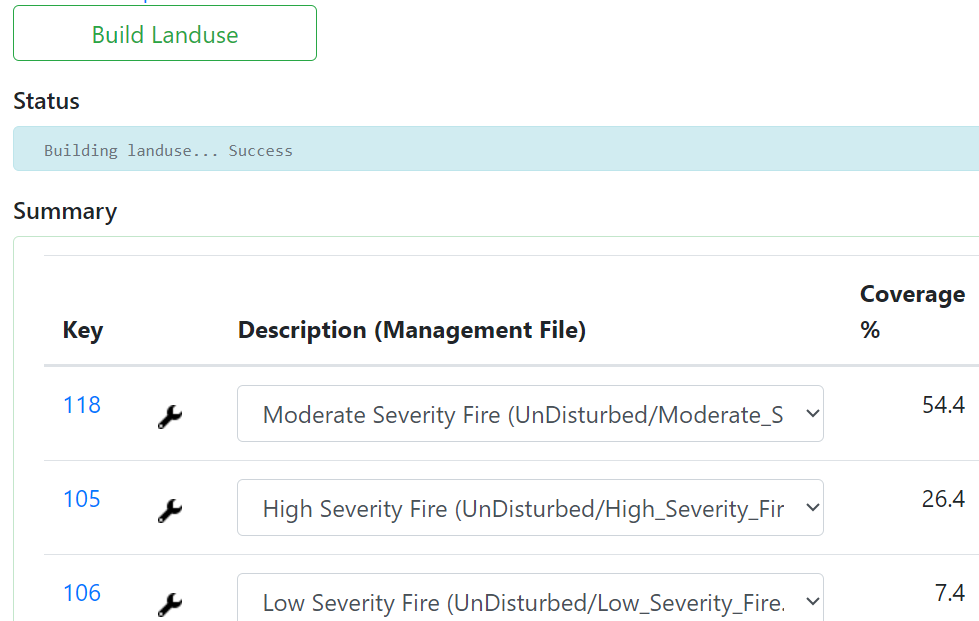 Build Landuse
Status
Building landuse... Success
Summary
Key Description (Management File) Coverage %
118 Moderate Severity Fire (UnDisturbed/Moderate_S 54.4
105 High Severity Fire (UnDisturbed/High_Severity_Fir 26.4
106 Low Severity Fire (UnDisturbed/Low_Severity_Fire. 7.4